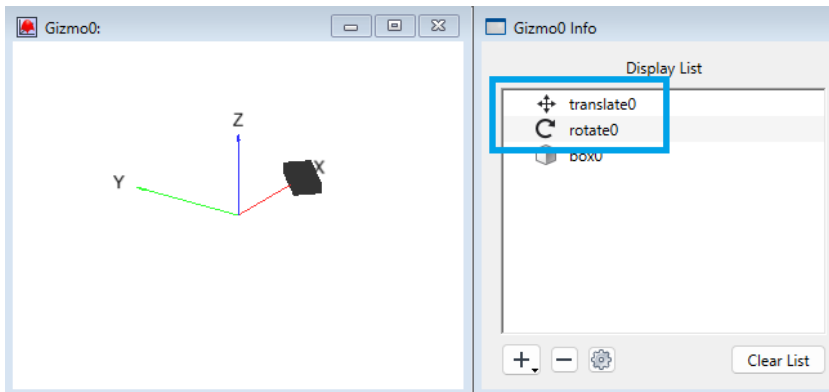 Gizmo0:
Z
X
Y
Gizmo0 Info
Display List
translate0
rotate0
box0
Clear List